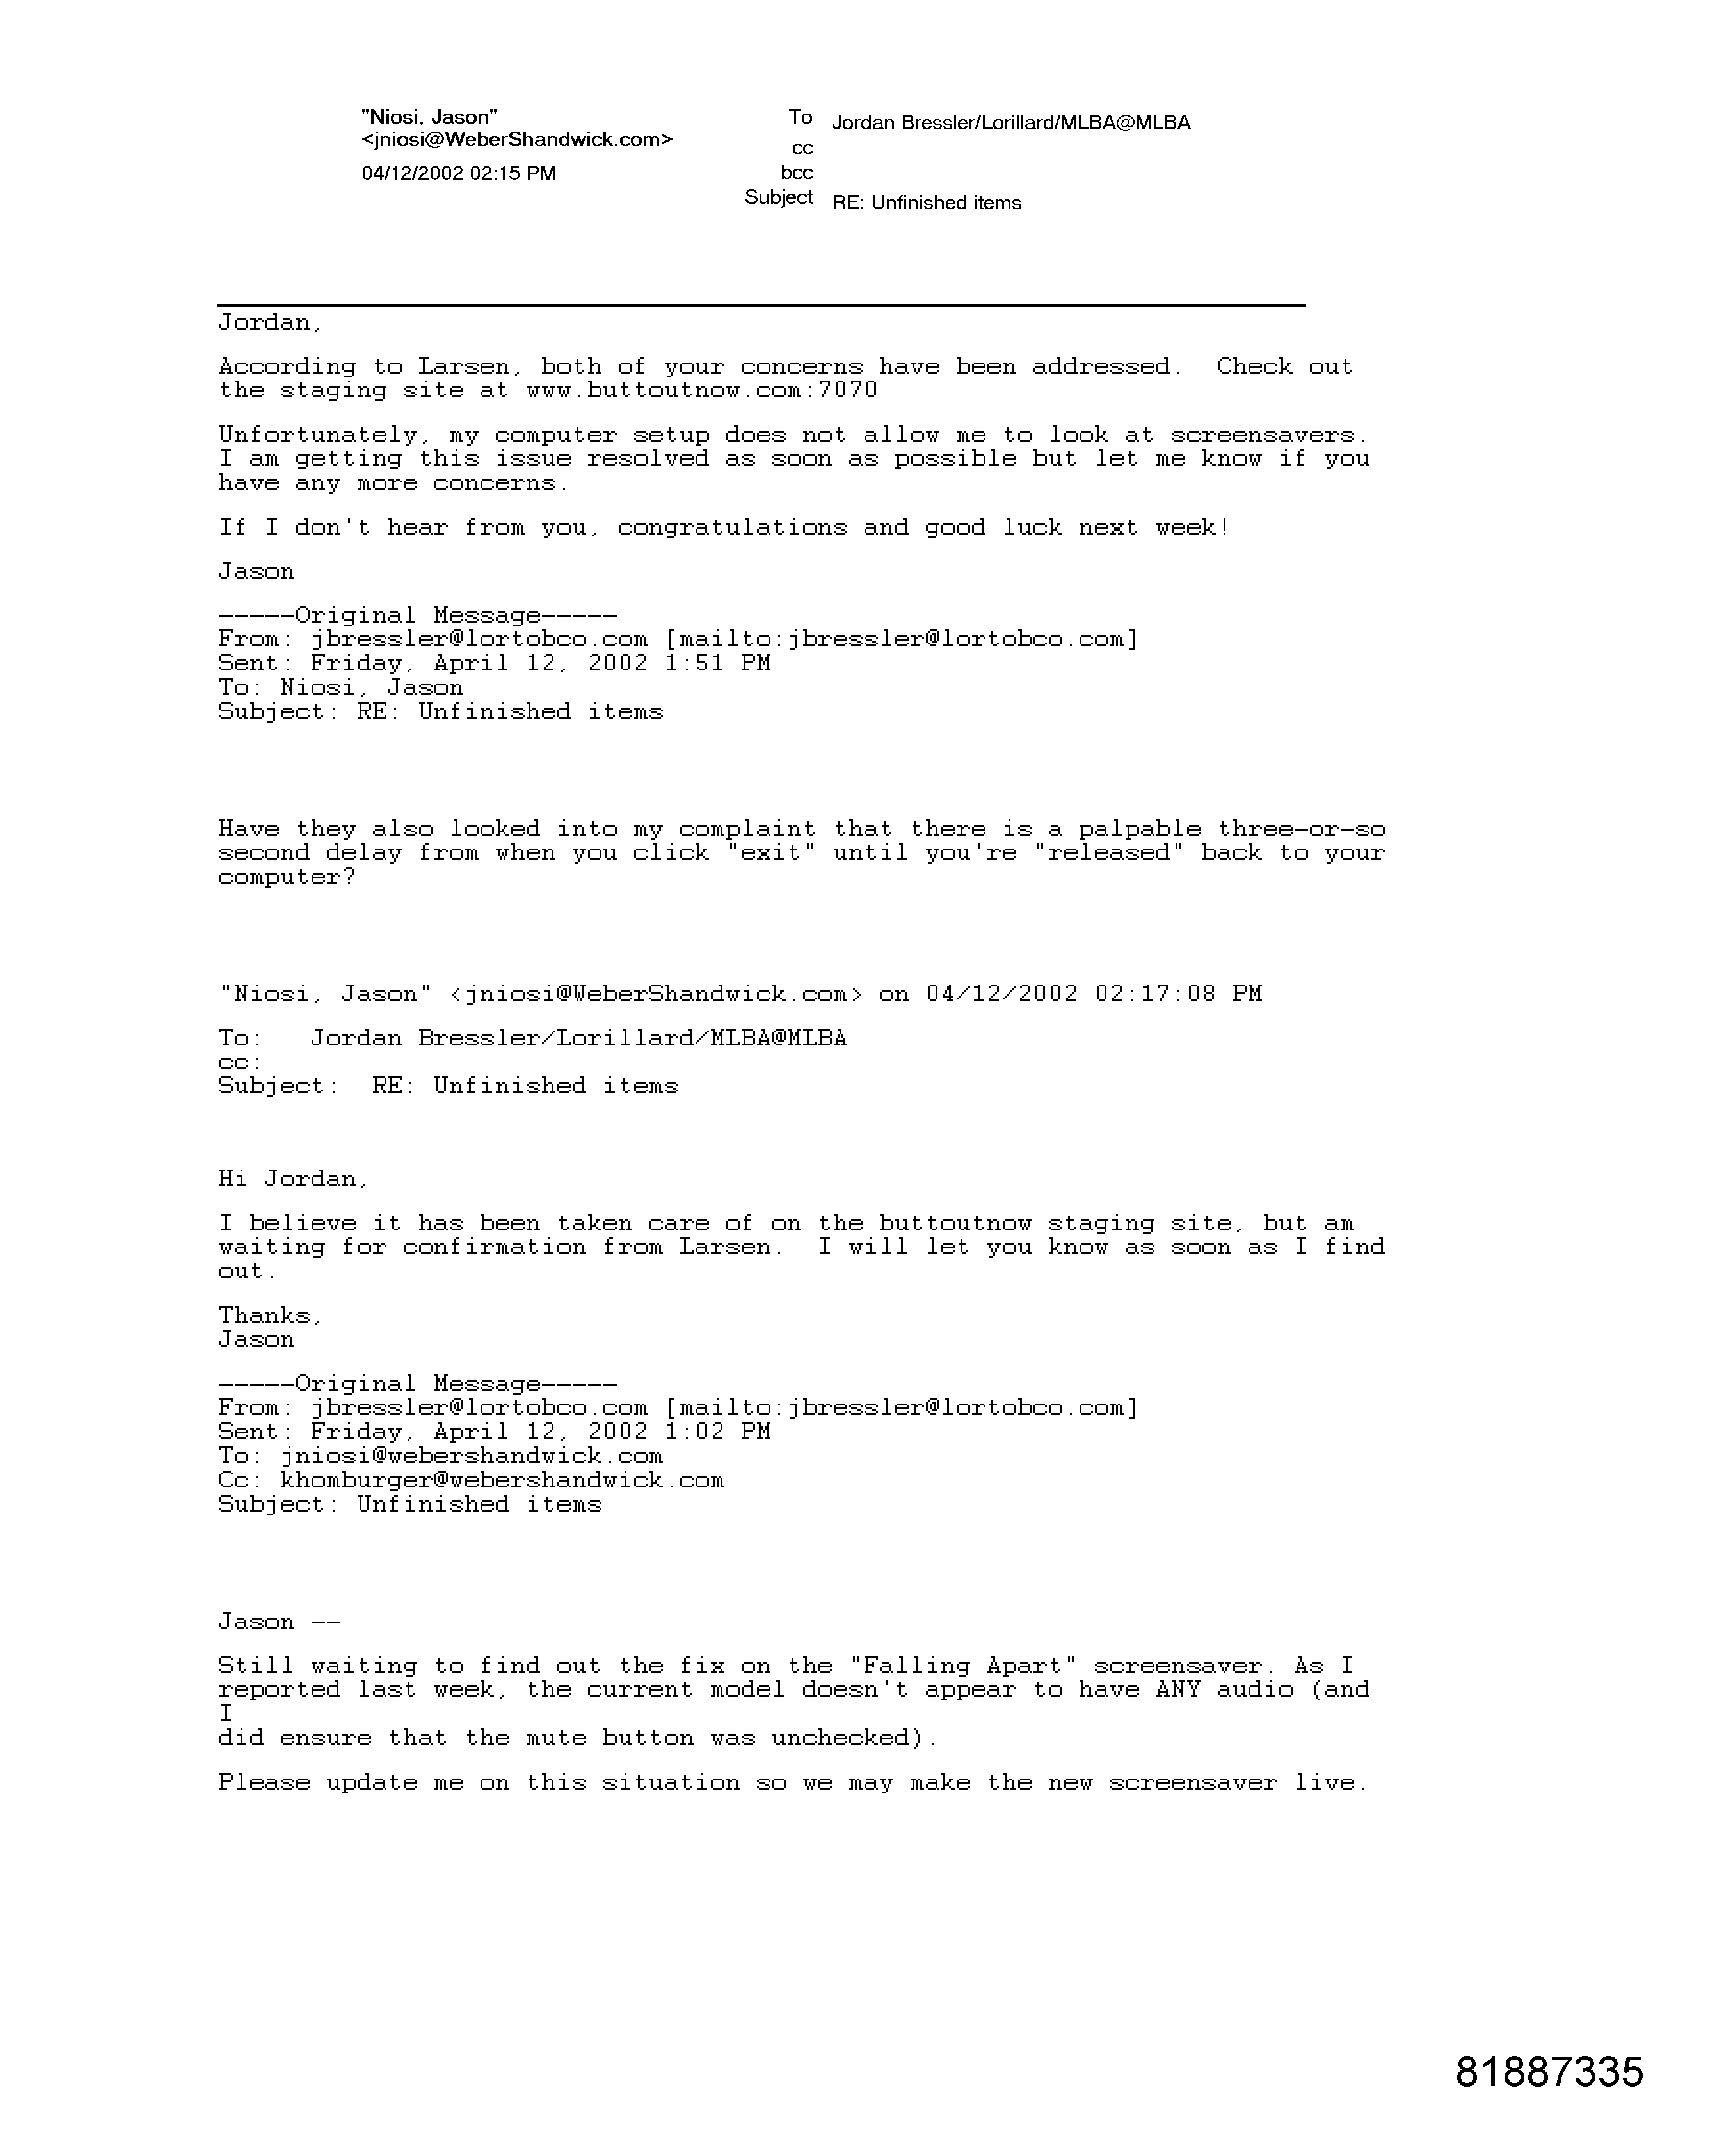 "Niosi, Jason"
<jniosi@WeberShandwick.com>
04/12/2002 02:15 PM
To Jordan Bressler/Lorillard/MLBA@MLBA
cc
bcc
Subject RE: Unfinished items
Jordan,
According to Larsen, both of your concerns have been addressed.  Check out
the staging site at www.buttoutnow.com:7070
Unfortunately, my computer setup does not allow me to look at screensavers.
I am getting this issue resolved as soon as possible but let me know if you
have any more concerns.
If I don't hear from you, congratulations and good luck next week!
Jason
-----Original Message-----
From: jbressler@lortobco.com [mailto:jbressler@lortobco.com]
Sent: Friday, April 12, 2002 1:51 PM
To: Niosi, Jason
Subject: RE: Unfinished items
Have they also looked into my complaint that there is a palpable three-or-so
second delay from when you click "exit" until you're "released" back to your
computer?
"Niosi, Jason" <jniosi@WeberShandwick.com> on 04/12/2002 02:17:08 PM
To:   Jordan Bressler/Lorillard/MLBA@MLBA
cc:
Subject:  RE: Unfinished items
Hi Jordan,
I believe it has been taken care of on the buttoutnow staging site, but am
waiting for confirmation from Larsen.  I will let you know as soon as I find
out.
Thanks,
Jason
-----Original Message-----
From: jbressler@lortobco.com [mailto:jbressler@lortobco.com]
Sent: Friday, April 12, 2002 1:02 PM
To: jniosi@webershandwick.com
Cc: khomburger@webershandwick.com
Subject: Unfinished items
Jason --
Still waiting to find out the fix on the "Falling Apart" screensaver. As I
reported last week, the current model doesn't appear to have ANY audio (and
I
did ensure that the mute button was unchecked).
Please update me on this situation so we may make the new screensaver live.
81887335